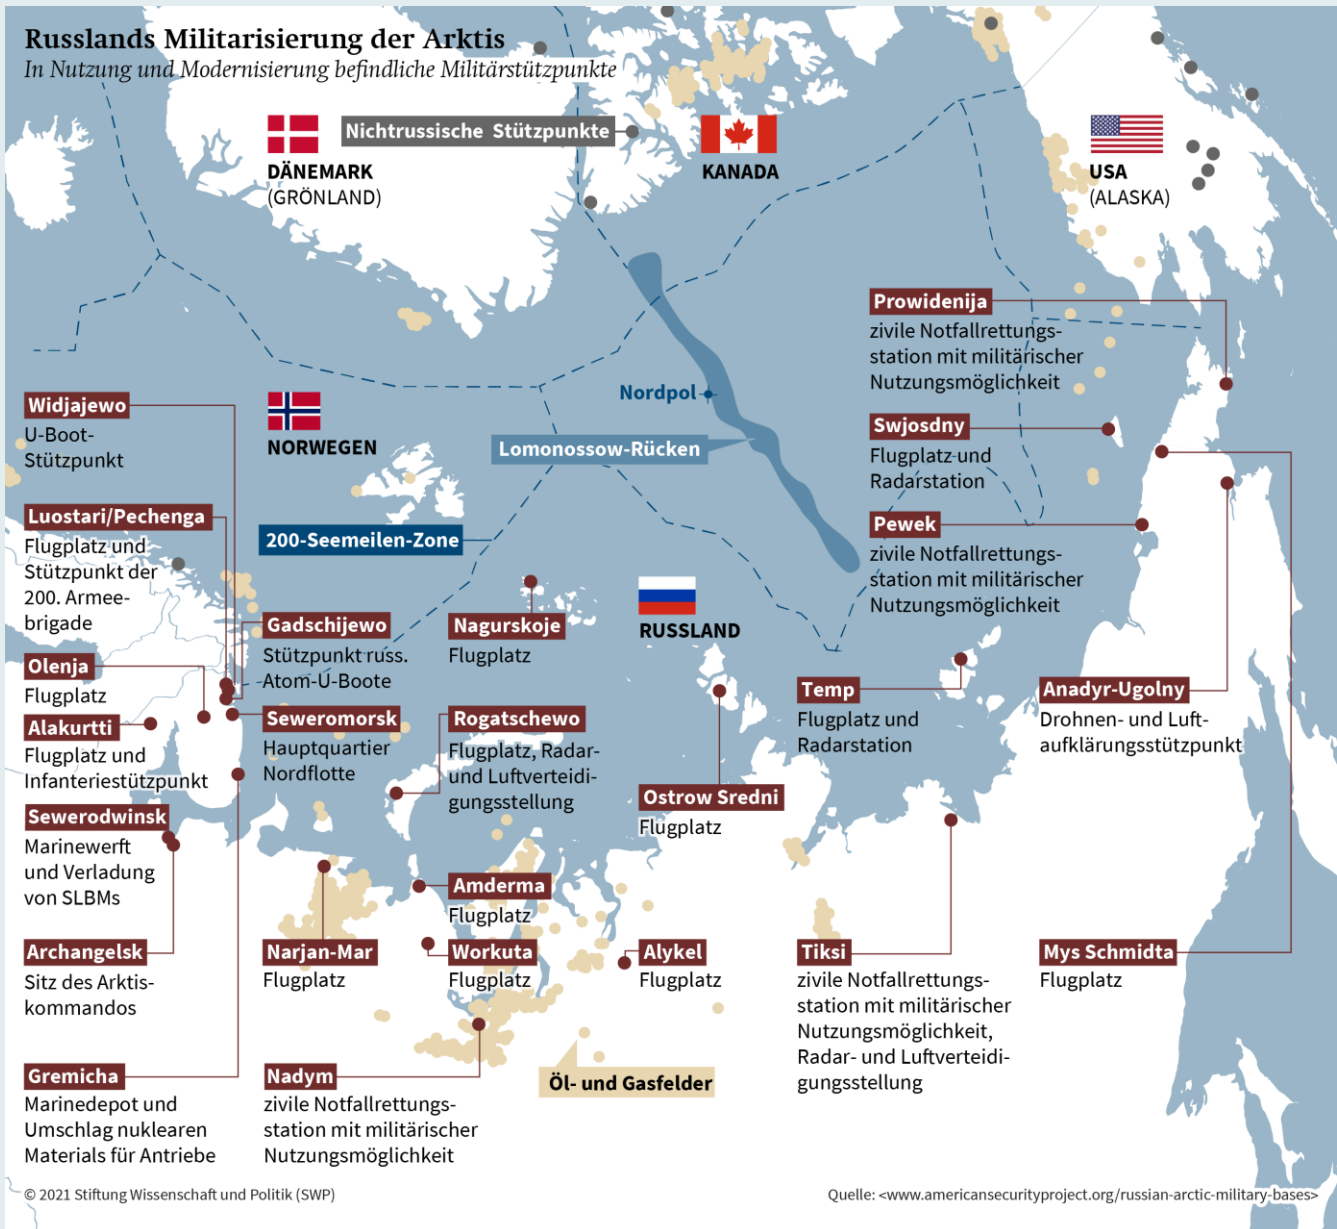 Russlands Militarisierung der Arktis
In Nutzung und Modernisierung befindliche Militärstützpunkte
Nichtrussische Stützpunkte
DÄNEMARK
(GRÖNLAND)
KANADA
USA
(ALASKA)
Prowidenija
zivile Notfallrettungs-
station mit militärischer
Nutzungsmöglichkeit
Nordpol
Widjajewo
U-Boot-
Stützpunkt
NORWEGEN
Lomonossow-Rücken
Swjosdny
Flugplatz und
Radarstation
Luostari/Pechenga
Flugplatz und
Stützpunkt der
200. Armee-
brigade
200-Seemeilen-Zone
Pewek
zivile Notfallrettungs-
station mit militärischer
Nutzungsmöglichkeit
Gadschijewo
Stützpunkt russ.
Atom-U-Boote
Nagurskoje
Flugplatz
RUSSLAND
Olenja
Flugplatz
Temp
Flugplatz und
Radarstation
Anadyr-Ugolny
Drohnen- und Luft-
aufklärungsstützpunkt
Alakurtti
Flugplatz und
Infanteriestützpunkt
Seweromorsk
Hauptquartier
Nordflotte
Rogatschewo
Flugplatz, Radar-
und Luftverteidi-
gungsstellung
Ostrow Sredni
Flugplatz
Sewerodwinsk
Marinewerft
und Verladung
von SLBMs
Amderma
Flugplatz
Archangelsk
Sitz des Arktis-
kommandos
Narjan-Mar
Flugplatz
Workuta
Flugplatz
Alykel
Flugplatz
Tiksi
zivile Notfallrettungs-
station mit militärischer
Nutzungsmöglichkeit,
Radar- und Luftverteidi-
gungsstellung
Mys Schmidta
Flugplatz
Gremicha
Marinedepot und
Umschlag nuklearen
Materials für Antriebe
Nadym
zivile Notfallrettungs-
station mit militärischer
Nutzungsmöglichkeit
Öl- und Gasfelder
© 2021 Stiftung Wissenschaft und Politik (SWP)
Quelle: <www.americansecurityproject.org/russian-arctic-military-bases>